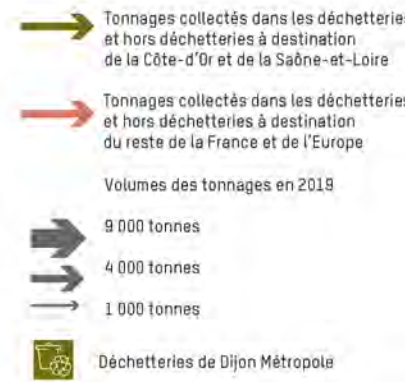 Tonnages collectés dans les déchetteries
et hors déchetteries à destination
de la Côte-d'Or et de la Saône-et-Loire
Tonnages collectés dans les déchetteries
et hors déchetteries à destination
du reste de la France et de l'Europe
Volumes des tonnages en 2019
9 000 tonnes
4 000 tonnes
1 000 tonnes
Déchetteries de Dijon Métropole